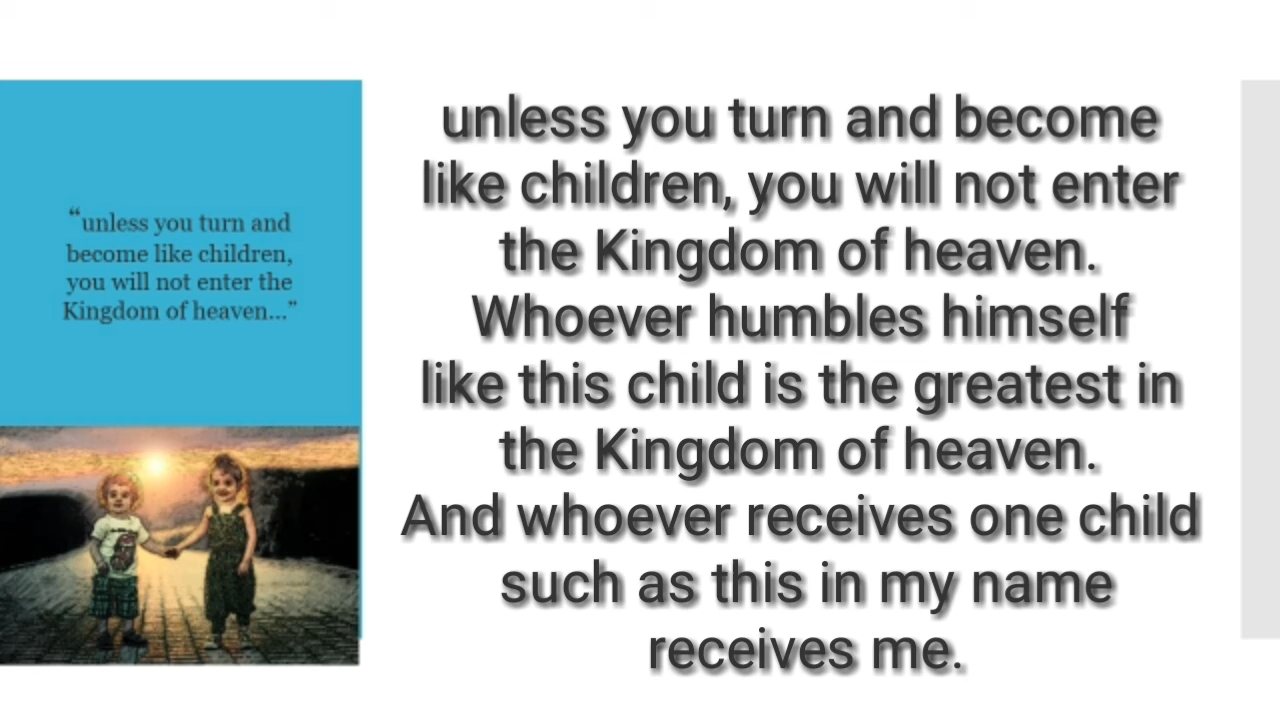 “unless you turn and
become like children,
you will not enter the
Kingdom of heaven...”
unless you turn and become
like children, you will not enter
the Kingdom of heaven.
Whoever humbles himself
like this child is the greatest in
the Kingdom of heaven.
And whoever receives one child
such as this in my name
receives me.